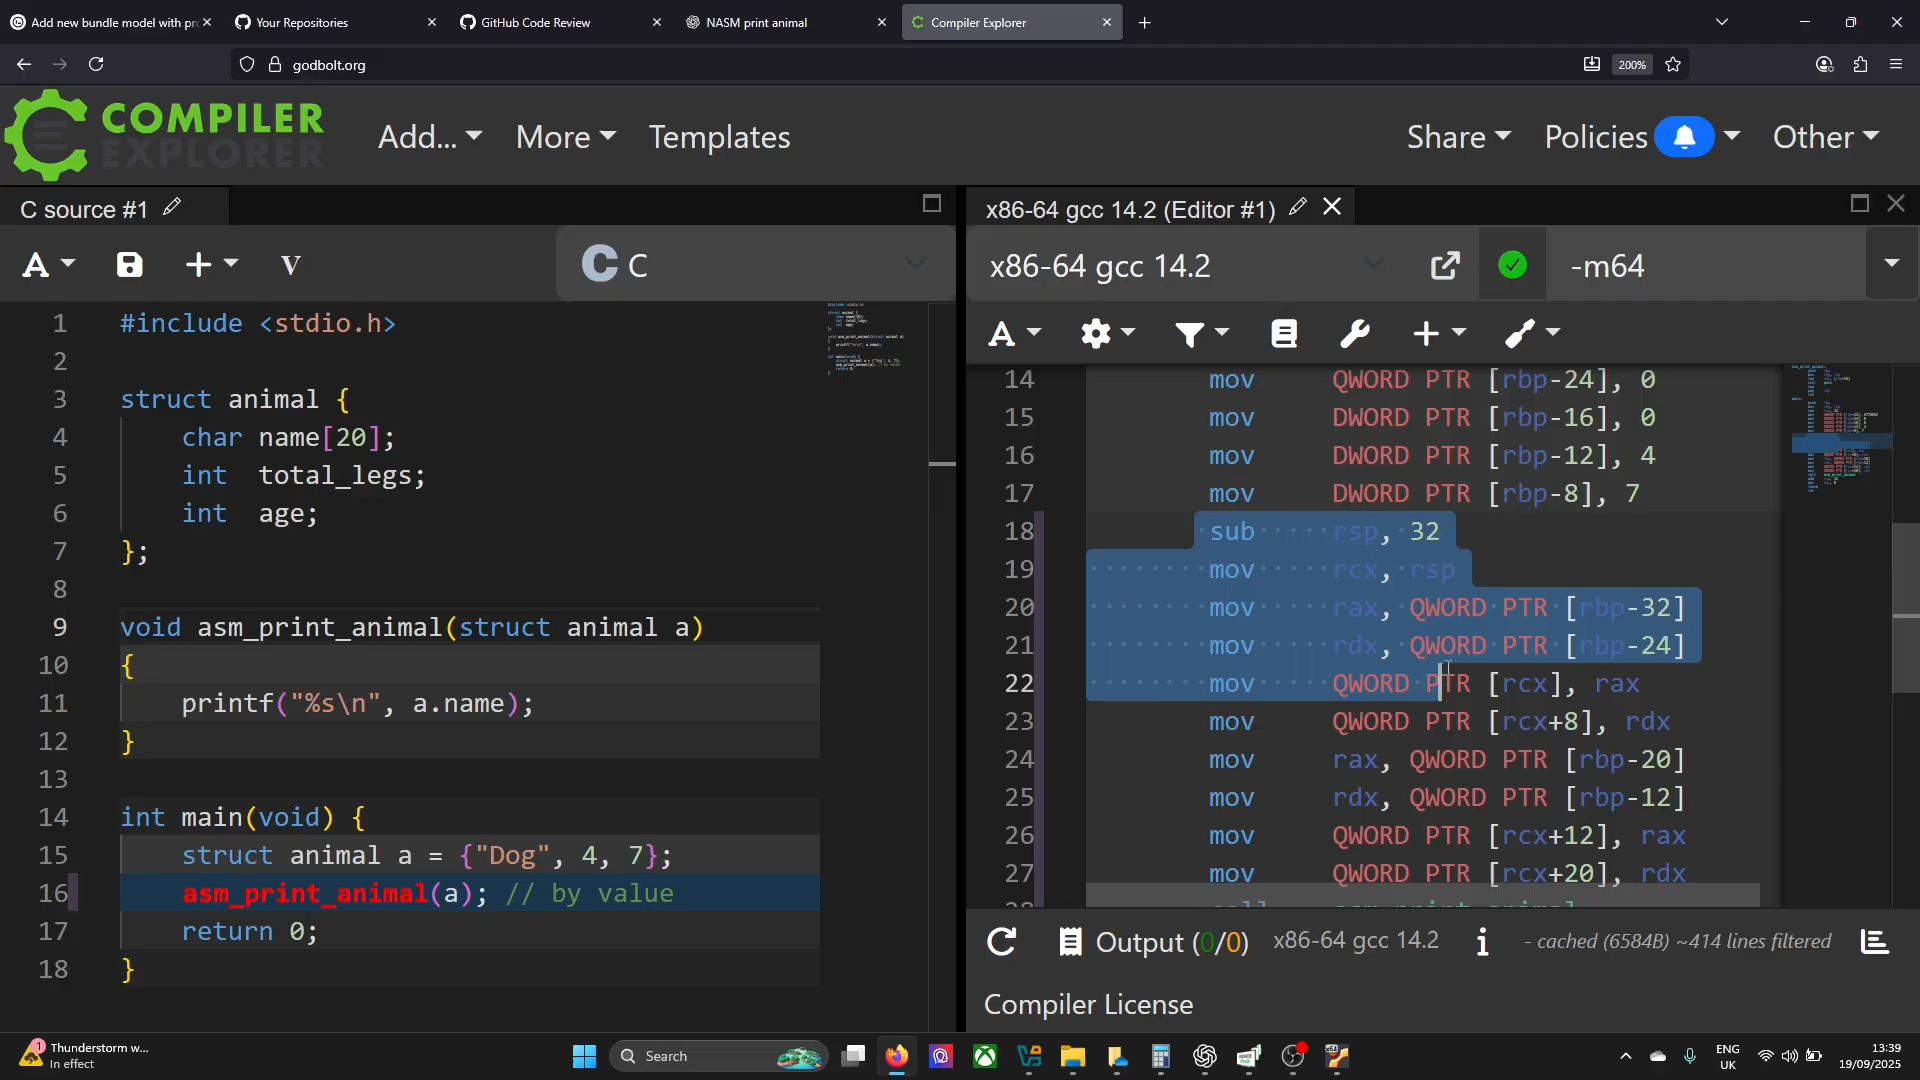 Add new bundle model with pr
Your Repositories
GitHub Code Review
NASM print animal
Compiler Explorer
godbolt.org
200%
COMPILER
EXPLORER
Add...
More
Templates
Share
Policies
Other
C source #1
A
V
C
1 #include <stdio.h>
2
3 struct animal {
4 char name[20];
5 int total_legs;
6 int age;
7 };
8
9 void asm_print_animal(struct animal a)
10 {
11 printf("%s\n", a.name);
12 }
13
14 int main(void) {
15 struct animal a = {"Dog", 4, 7};
16 asm_print_animal(a); // by value
17 return 0;
18 }
x86-64 gcc 14.2 (Editor #1)
x86-64 gcc 14.2
-m64
A
14 mov QWORD PTR [rbp-24], 0
15 mov DWORD PTR [rbp-16], 0
16 mov DWORD PTR [rbp-12], 4
17 mov DWORD PTR [rbp-8], 7
18 sub rsp, 32
19 mov rcx, rsp
20 mov rax, QWORD PTR [rbp-32]
21 mov rdx, QWORD PTR [rbp-24]
22 mov QWORD PTR [rcx], rax
23 mov QWORD PTR [rcx+8], rdx
24 mov rax, QWORD PTR [rbp-20]
25 mov rdx, QWORD PTR [rbp-12]
26 mov QWORD PTR [rcx+12], rax
27 mov QWORD PTR [rcx+20], rdx
Output (0/0)
x86-64 gcc 14.2
- cached (6584B) ~414 lines filtered
Compiler License
1
Thunderstorm w...
In effect
Search
ENG
UK
13:39
19/09/2025